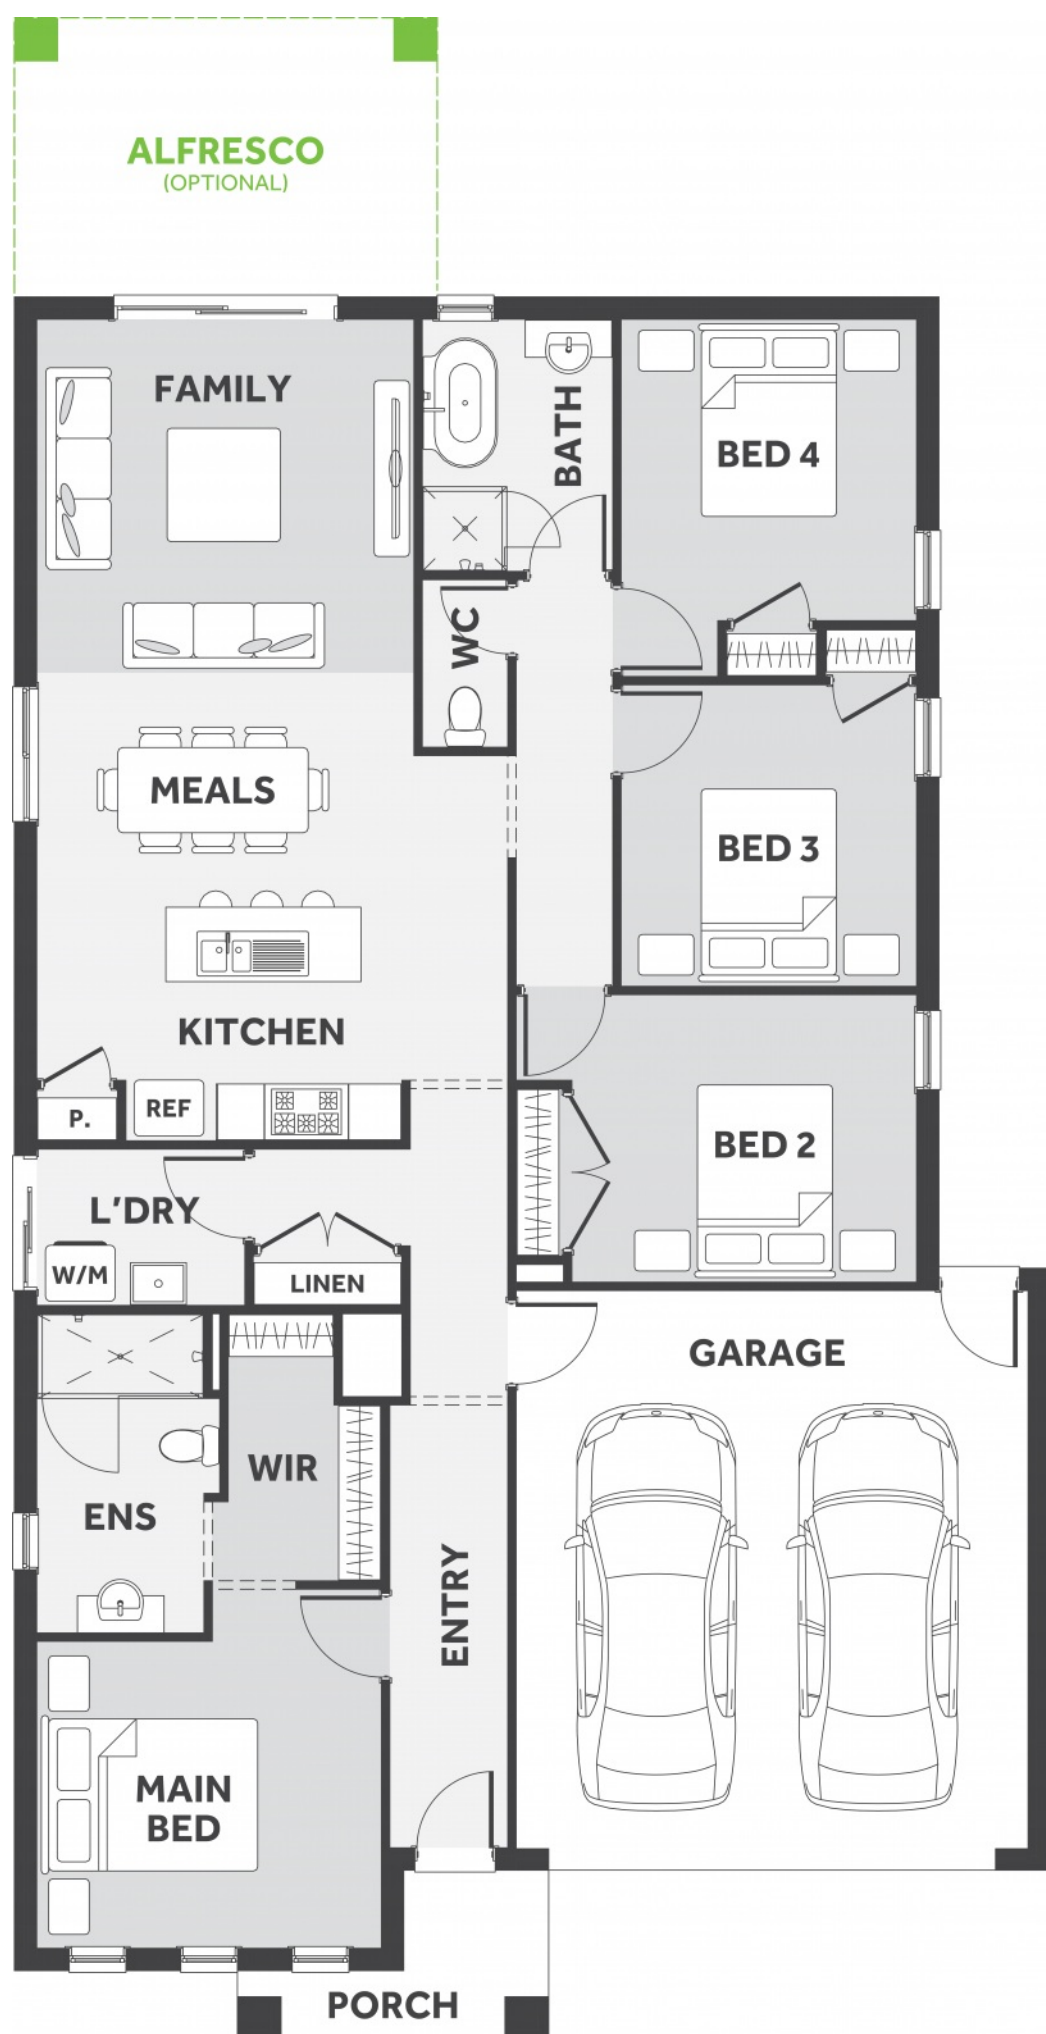 ALFRESCO
(OPTIONAL)
FAMILY
BATH
BED 4
WC
MEALS
BED 3
KITCHEN
P.
REF
BED 2
L'DRY
W/M
LINEN
GARAGE
WIR
ENS
ENTRY
MAIN
BED
PORCH